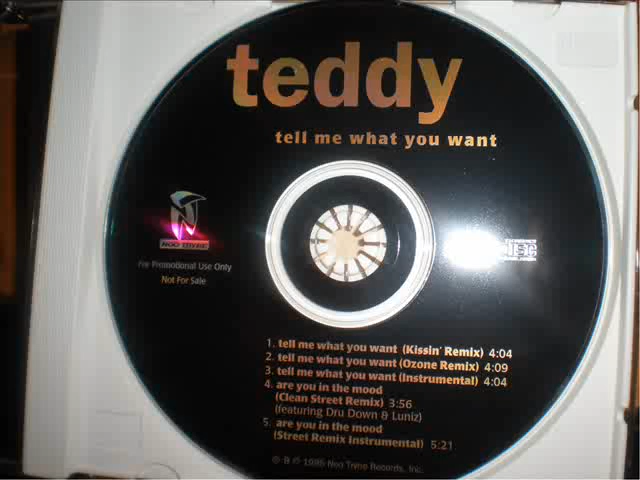 teddy
tell me what you want
NOO TRYBE
For Promotional Use Only
Not For Sale
1. tell me what you want (Kissin' Remix) 4:04
2. tell me what you want (Ozone Remix) 4:09
3. tell me what you want (Instrumental) 4:04
4. are you in the mood
(Clean Street Remix) 3:56
(featuring Dru Down & Luniz)
5. are you in the mood
(Street Remix Instrumental) 5:21
Noo Trybe Records, Inc.